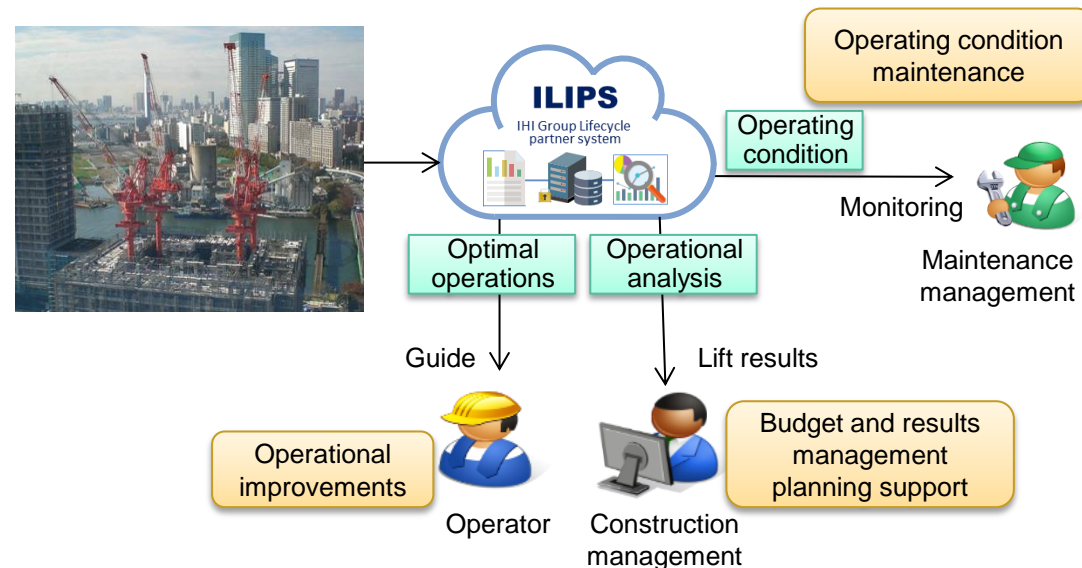 ILIPS
IHI Group Lifecycle
partner system
Operating condition
maintenance
Operating
condition
Monitoring
Maintenance
management
Optimal
operations
Operational
analysis
Guide
Lift results
Operational
improvements
Operator
Construction
management
Budget and results
management
planning support